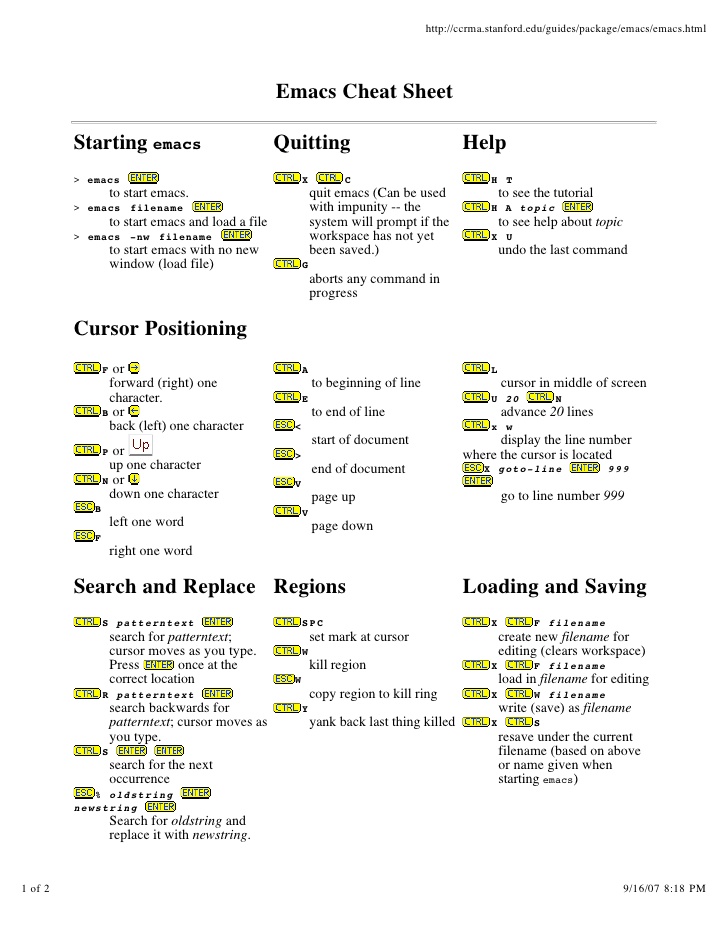 http://ccrma.stanford.edu/guides/package/emacs/emacs.html
Emacs Cheat Sheet
Starting emacs
> emacs ENTER
to start emacs.
> emacs filename ENTER
to start emacs and load a file
> emacs -nw filename ENTER
to start emacs with no new
window (load file)
Quitting
CTRL X CTRL C
quit emacs (Can be used
with impunity -- the
system will prompt if the
workspace has not yet
been saved.)
CTRL G
aborts any command in
progress
Help
CTRL H T
to see the tutorial
CTRL H A topic ENTER
to see help about topic
CTRL X U
undo the last command
Cursor Positioning
CTRL F or →
forward (right) one
character.
CTRL B or ←
back (left) one character
CTRL P or Up
up one character
CTRL N or ↓
down one character
ESC B
left one word
ESC F
right one word
CTRL A
to beginning of line
CTRL E
to end of line
ESC <
start of document
ESC >
end of document
ESC V
page up
CTRL V
page down
CTRL L
cursor in middle of screen
CTRL U 20 CTRL N
advance 20 lines
CTRL x w
display the line number
where the cursor is located
ESC X goto-line ENTER 999
ENTER
go to line number 999
Search and Replace
CTRL S patterntext ENTER
search for patterntext;
cursor moves as you type.
Press ENTER once at the
correct location
CTRL R patterntext ENTER
search backwards for
patterntext; cursor moves as
you type.
CTRL S ENTER ENTER
search for the next
occurrence
ESC % oldstring ENTER
newstring ENTER
Search for oldstring and
replace it with newstring.
Regions
CTRL SPC
set mark at cursor
CTRL W
kill region
ESC W
copy region to kill ring
CTRL Y
yank back last thing killed
Loading and Saving
CTRL X CTRL F filename
create new filename for
editing (clears workspace)
CTRL X CTRL F filename
load in filename for editing
CTRL X CTRL W filename
write (save) as filename
CTRL X CTRL S
resave under the current
filename (based on above
or name given when
starting emacs)
1 of 2
9/16/07 8:18 PM